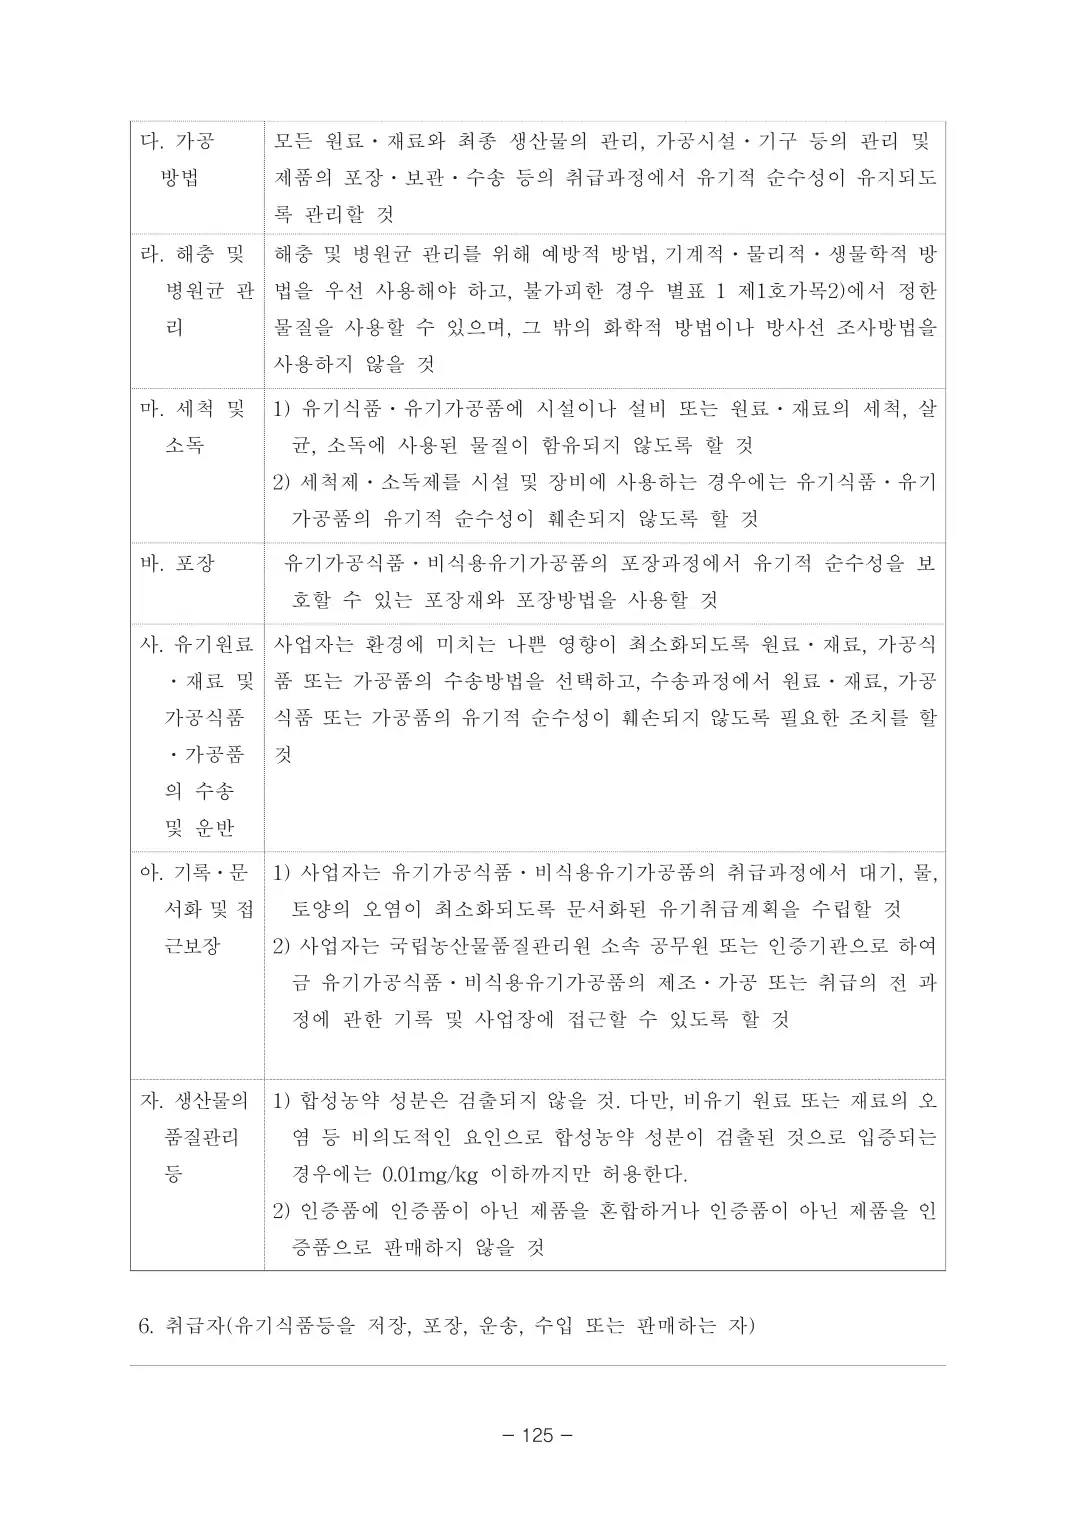 다. 가공
방법
모든 원료・재료와 최종 생산물의 관리, 가공시설・기구 등의 관리 및
제품의 포장・보관・수송 등의 취급과정에서 유기적 순수성이 유지되도
록 관리할 것
라. 해충 및
병원균 관
리
해충 및 병원균 관리를 위해 예방적 방법, 기계적・물리적・생물학적 방
법을 우선 사용해야 하고, 불가피한 경우 별표 1 제1호가목2)에서 정한
물질을 사용할 수 있으며, 그 밖의 화학적 방법이나 방사선 조사방법을
사용하지 않을 것
마. 세척 및
소독
1) 유기식품・유기가공품에 시설이나 설비 또는 원료・재료의 세척, 살
균, 소독에 사용된 물질이 함유되지 않도록 할 것
2) 세척제・소독제를 시설 및 장비에 사용하는 경우에는 유기식품・유기
가공품의 유기적 순수성이 훼손되지 않도록 할 것
바. 포장
유기가공식품・비식용유기가공품의 포장과정에서 유기적 순수성을 보
호할 수 있는 포장재와 포장방법을 사용할 것
사. 유기원료
・재료 및
가공식품
・가공품
의 수송
및 운반
사업자는 환경에 미치는 나쁜 영향이 최소화되도록 원료・재료, 가공식
품 또는 가공품의 수송방법을 선택하고, 수송과정에서 원료・재료, 가공
식품 또는 가공품의 유기적 순수성이 훼손되지 않도록 필요한 조치를 할
것
아. 기록・문
서화 및 접
근보장
1) 사업자는 유기가공식품・비식용유기가공품의 취급과정에서 대기, 물,
토양의 오염이 최소화되도록 문서화된 유기취급계획을 수립할 것
2) 사업자는 국립농산물품질관리원 소속 공무원 또는 인증기관으로 하여
금 유기가공식품・비식용유기가공품의 제조・가공 또는 취급의 전 과
정에 관한 기록 및 사업장에 접근할 수 있도록 할 것
자. 생산물의
품질관리
등
1) 합성농약 성분은 검출되지 않을 것. 다만, 비유기 원료 또는 재료의 오
염 등 비의도적인 요인으로 합성농약 성분이 검출된 것으로 입증되는
경우에는 0.01mg/kg 이하까지만 허용한다.
2) 인증품에 인증품이 아닌 제품을 혼합하거나 인증품이 아닌 제품을 인
증품으로 판매하지 않을 것
6. 취급자(유기식품등을 저장, 포장, 운송, 수입 또는 판매하는 자)
- 125 -